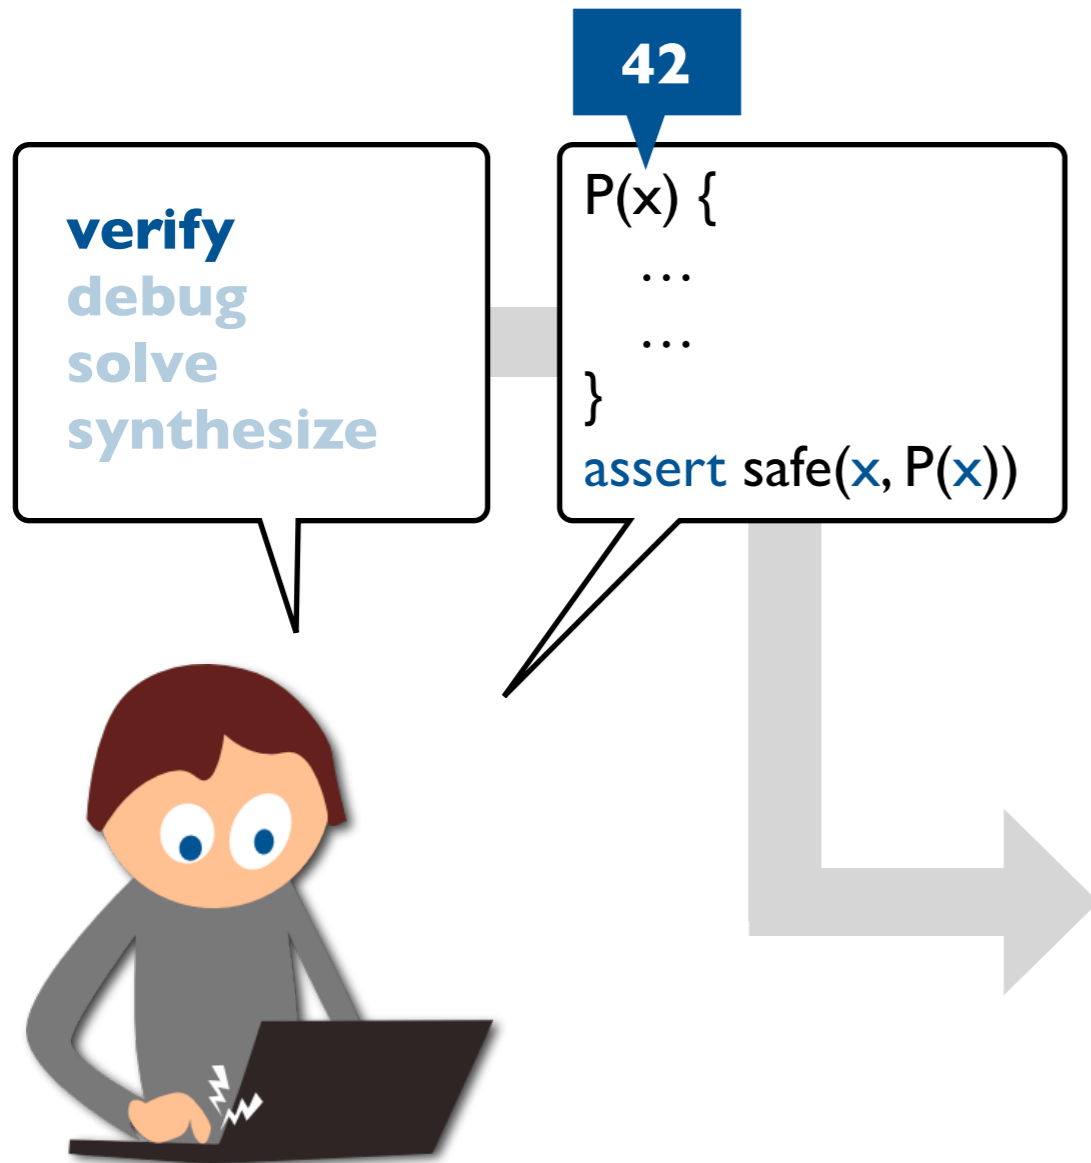 42
verify
debug
solve
synthesize
P(x) {
…
…
}
assert safe(x, P(x))